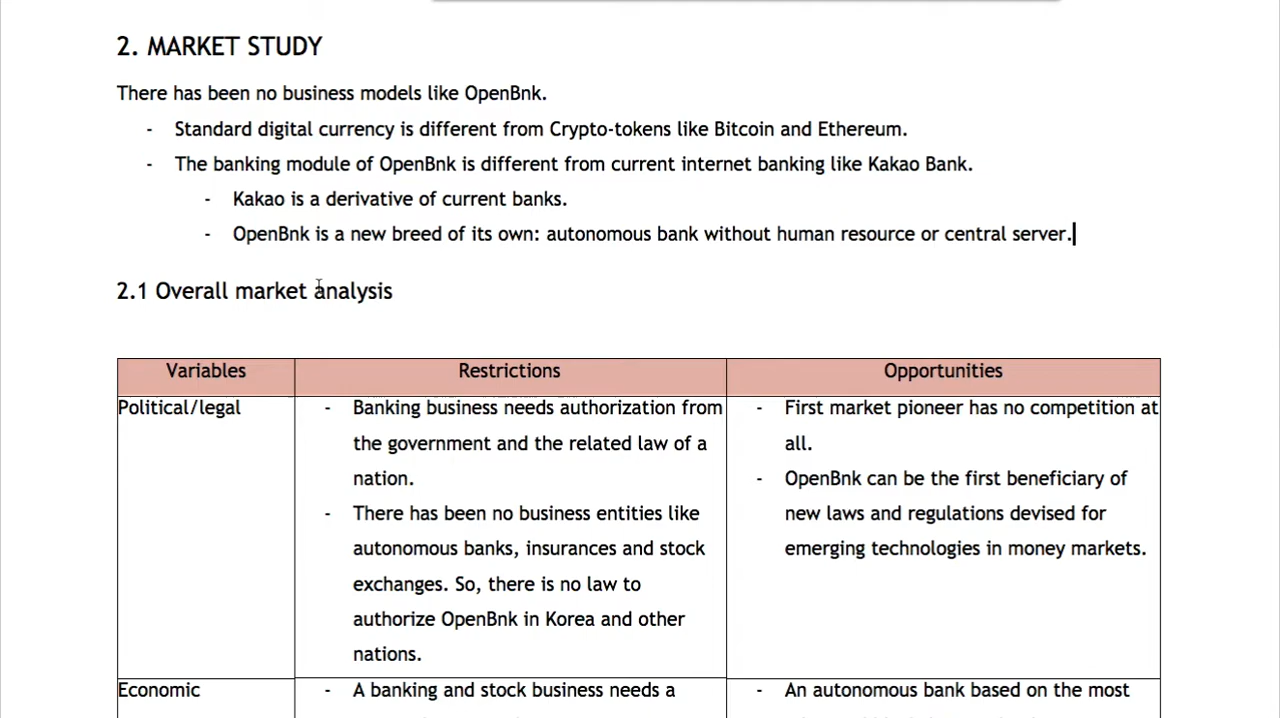 2. MARKET STUDY
There has been no business models like OpenBnk.
- Standard digital currency is different from Crypto-tokens like Bitcoin and Ethereum.
- The banking module of OpenBnk is different from current internet banking like Kakao Bank.
- Kakao is a derivative of current banks.
- OpenBnk is a new breed of its own: autonomous bank without human resource or central server.
2.1 Overall market analysis
Variables
Restrictions
Opportunities
Political/legal
- Banking business needs authorization from
the government and the related law of a
nation.
- There has been no business entities like
autonomous banks, insurances and stock
exchanges. So, there is no law to
authorize OpenBnk in Korea and other
nations.
- First market pioneer has no competition at
all.
- OpenBnk can be the first beneficiary of
new laws and regulations devised for
emerging technologies in money markets.
Economic
- A banking and stock business needs a
- An autonomous bank based on the most